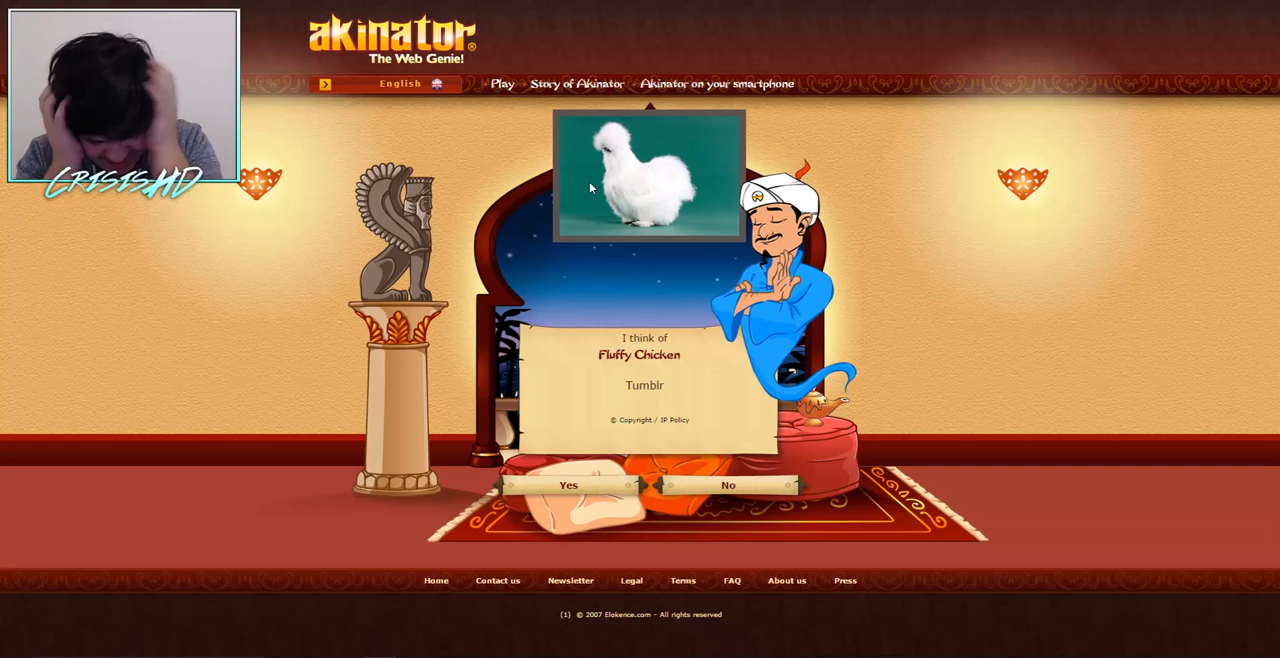 akinator®
The Web Genie!
English
Play
Story of Akinator
Akinator on your smartphone
CRISISHD
I think of
Fluffy Chicken
Tumblr
© Copyright / IP Policy
Yes
No
Home
Contact us
Newsletter
Legal
Terms
FAQ
About us
Press
(1) © 2007 Elokence.com - All rights reserved